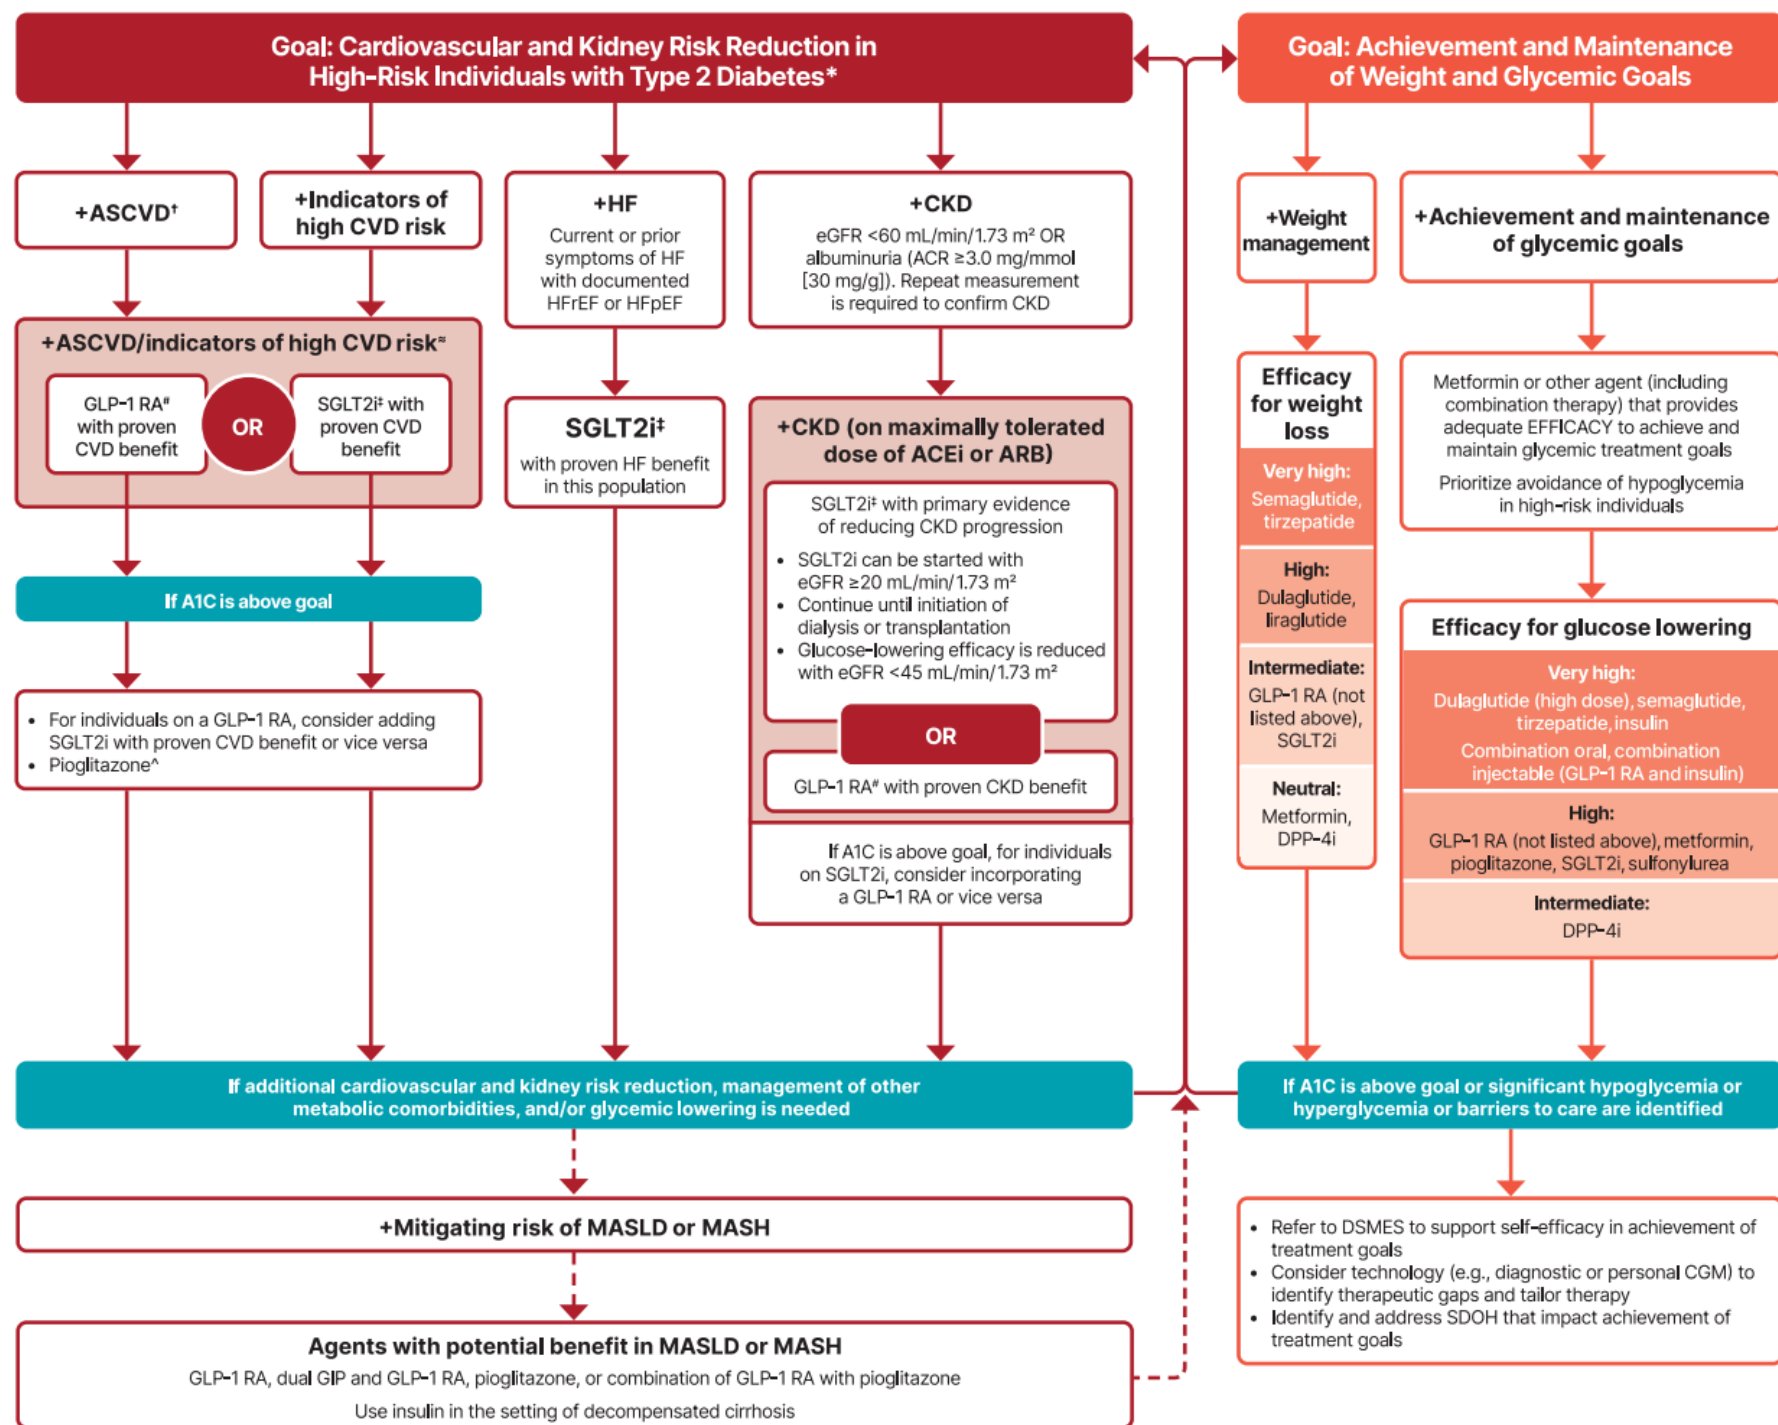 Goal: Cardiovascular and Kidney Risk Reduction in
High-Risk Individuals with Type 2 Diabetes*
+ASCVD†
+Indicators of
high CVD risk
+ASCVD/indicators of high CVD risk≈
GLP-1 RA#
with proven
CVD benefit
OR
SGLT2i‡ with
proven CVD
benefit
If A1C is above goal
• For individuals on a GLP-1 RA, consider adding
SGLT2i with proven CVD benefit or vice versa
• Pioglitazone^
+HF
Current or prior
symptoms of HF
with documented
HFrEF or HFpEF
SGLT2i‡
with proven HF benefit
in this population
+CKD
eGFR <60 mL/min/1.73 m² OR
albuminuria (ACR ≥3.0 mg/mmol
[30 mg/g]). Repeat measurement
is required to confirm CKD
+CKD (on maximally tolerated
dose of ACEi or ARB)
SGLT2i‡ with primary evidence
of reducing CKD progression
• SGLT2i can be started with
eGFR ≥20 mL/min/1.73 m²
• Continue until initiation of
dialysis or transplantation
• Glucose-lowering efficacy is reduced
with eGFR <45 mL/min/1.73 m²
OR
GLP-1 RA# with proven CKD benefit
If A1C is above goal, for individuals
on SGLT2i, consider incorporating
a GLP-1 RA or vice versa
If additional cardiovascular and kidney risk reduction, management of other
metabolic comorbidities, and/or glycemic lowering is needed
+Mitigating risk of MASLD or MASH
Agents with potential benefit in MASLD or MASH
GLP-1 RA, dual GIP and GLP-1 RA, pioglitazone, or combination of GLP-1 RA with pioglitazone
Use insulin in the setting of decompensated cirrhosis
Goal: Achievement and Maintenance
of Weight and Glycemic Goals
+Weight
management
Efficacy
for weight
loss
Very high:
Semaglutide,
tirzepatide
High:
Dulaglutide,
liraglutide
Intermediate:
GLP-1 RA (not
listed above),
SGLT2i
Neutral:
Metformin,
DPP-4i
+Achievement and maintenance
of glycemic goals
Metformin or other agent (including
combination therapy) that provides
adequate EFFICACY to achieve and
maintain glycemic treatment goals
Prioritize avoidance of hypoglycemia
in high-risk individuals
Efficacy for glucose lowering
Very high:
Dulaglutide (high dose), semaglutide,
tirzepatide, insulin
Combination oral, combination
injectable (GLP-1 RA and insulin)
High:
GLP-1 RA (not listed above), metformin,
pioglitazone, SGLT2i, sulfonylurea
Intermediate:
DPP-4i
If A1C is above goal or significant hypoglycemia or
hyperglycemia or barriers to care are identified
• Refer to DSMES to support self-efficacy in achievement of
treatment goals
• Consider technology (e.g., diagnostic or personal CGM) to
identify therapeutic gaps and tailor therapy
• Identify and address SDOH that impact achievement of
treatment goals